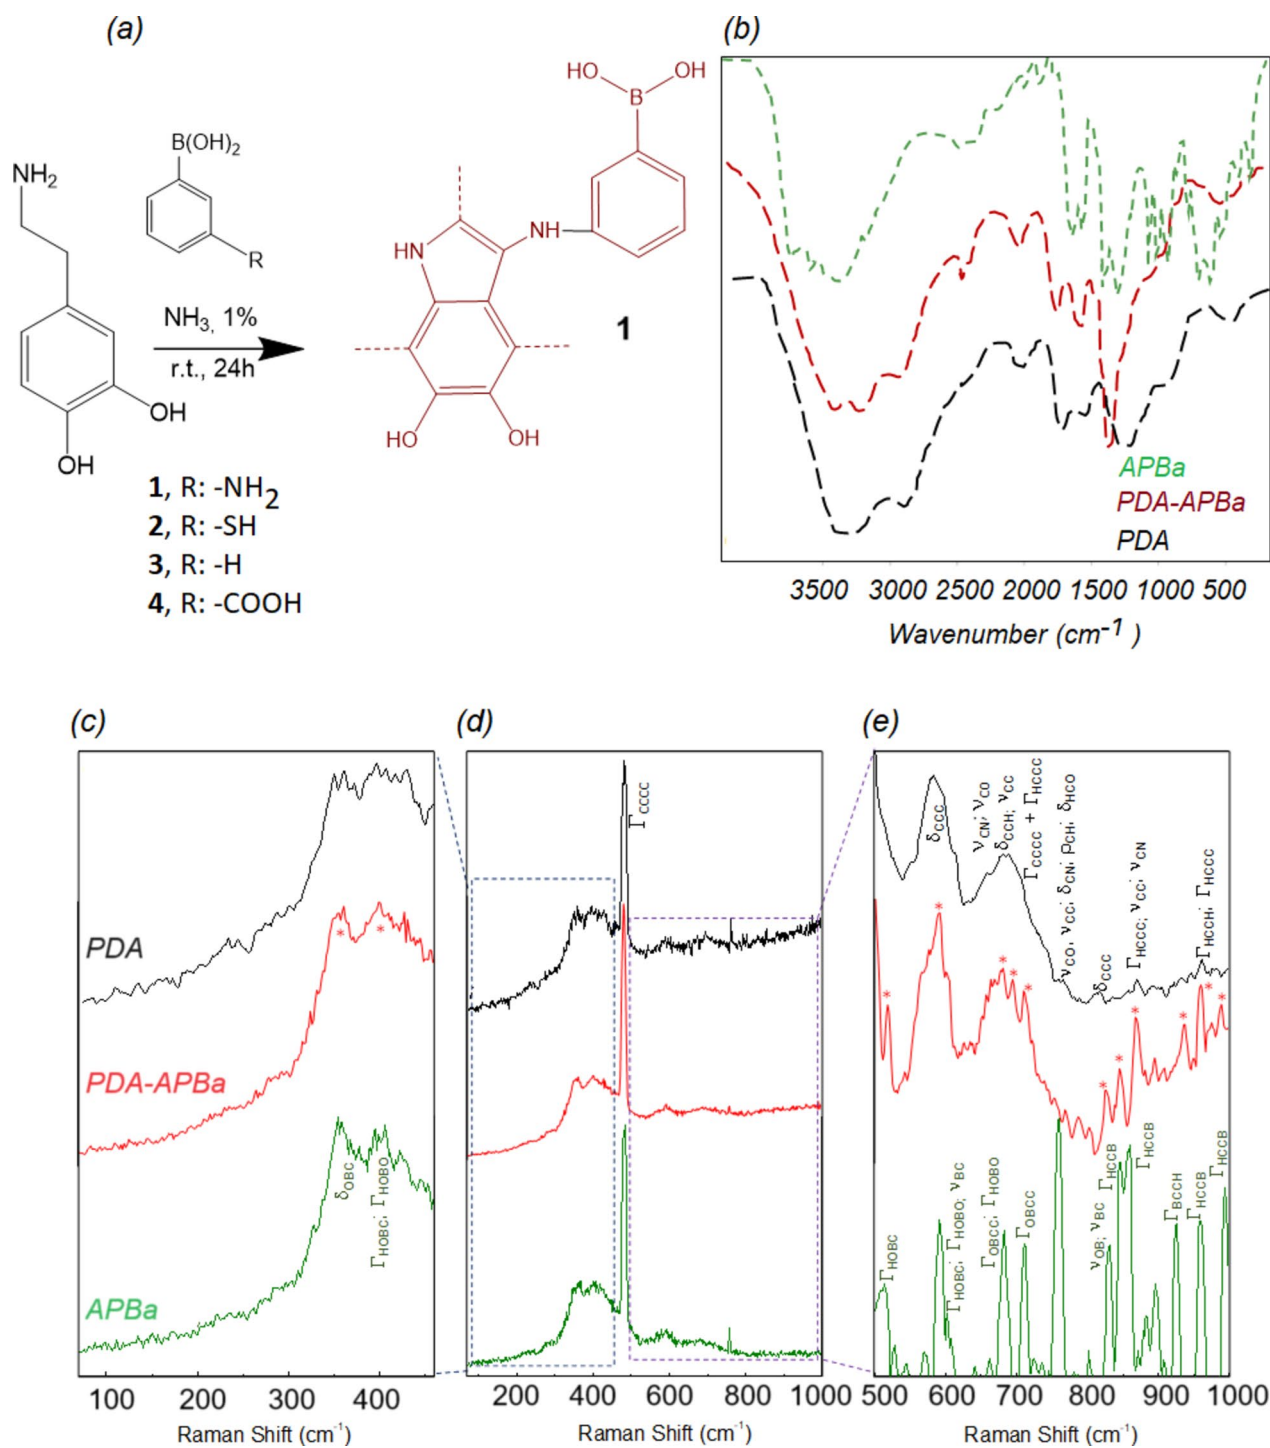 (a)
(b)
HO
OH
B
B(OH)2
NH2
R
HN
NH
NH3, 1%
r.t., 24h
1
OH
OH
HO
OH
1, R: -NH2
2, R: -SH
3, R: -H
4, R: -COOH
APBa
PDA-APBa
PDA
3500 3000 2500 2000 1500 1000 500
Wavenumber (cm-1 )
(c)
(d)
(e)
PDA
PDA-APBa
APBa
δOBC
ΓHOBC; ΓHOBO
100 200 300 400
Raman Shift (cm-1)
ΓCCCC
200 400 600 800 1000
Raman Shift (cm-1)
δCCC
νCN; νCO
δCCH; νCC
ΓCCCC + ΓHCCC
νCO, νCC; δCN; ρCH; δHCO
δCCC
ΓHCCC; νCC; νCN
ΓHCCH; ΓHCCC
* * * * * * * * * * * *
* *
ΓHOBC
ΓHOBC; ΓHOBO; νBC
ΓOBCC; ΓHOBO
ΓOBCC
νOB; νBC
ΓHCCB
ΓHCCB
ΓBCCH
ΓHCCB
ΓHCCB
500 600 700 800 900 1000
Raman Shift (cm-1)